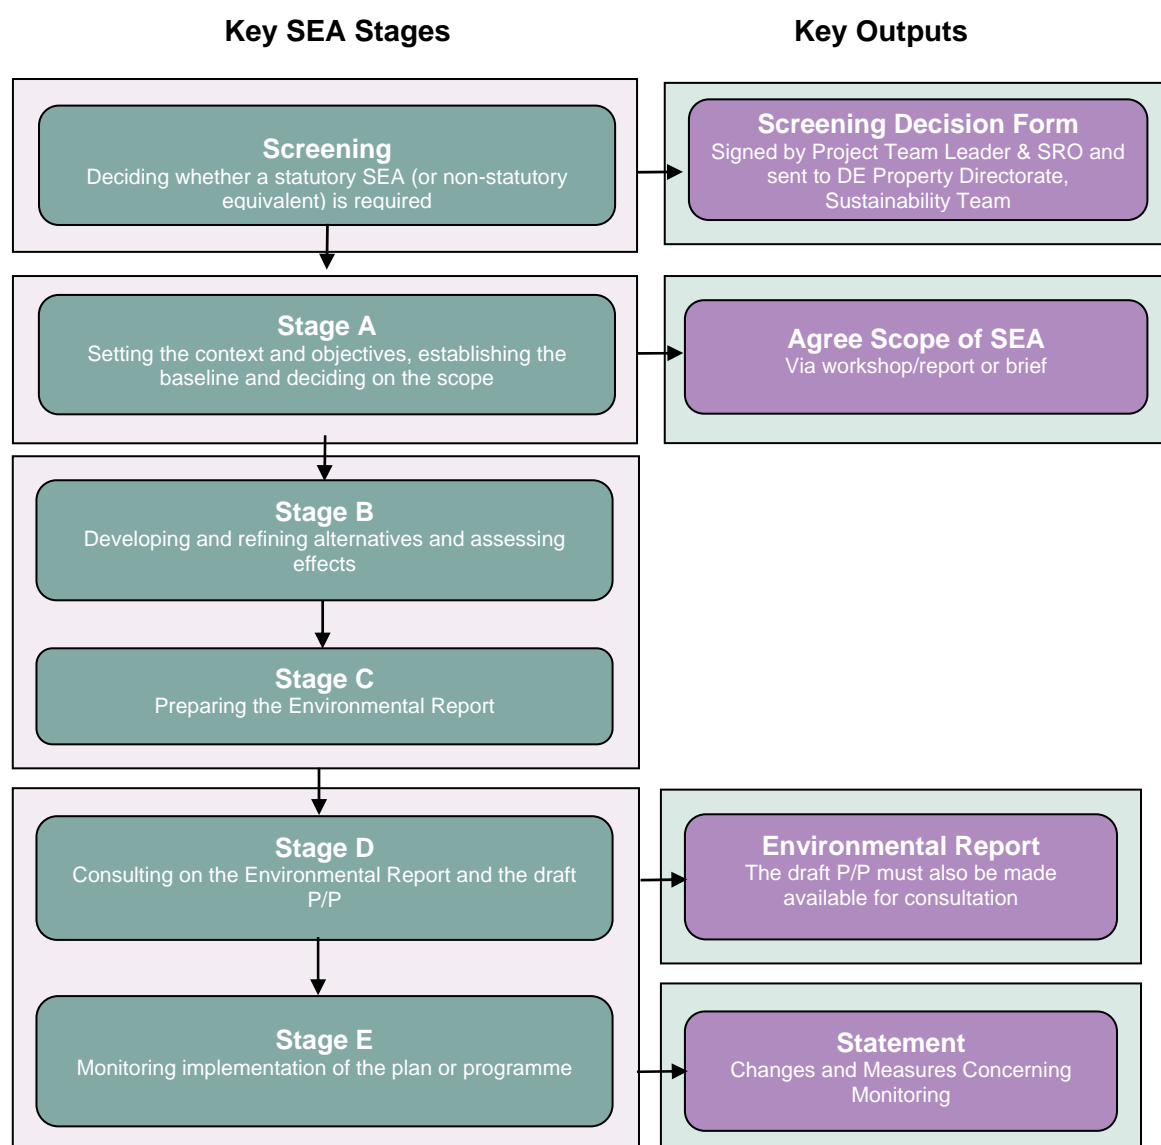 Key SEA Stages
Key Outputs
Screening
Deciding whether a statutory SEA (or non-statutory
equivalent) is required
Screening Decision Form
Signed by Project Team Leader & SRO and
sent to DE Property Directorate,
Sustainability Team
Stage A
Setting the context and objectives, establishing the
baseline and deciding on the scope
Agree Scope of SEA
Via workshop/report or brief
Stage B
Developing and refining alternatives and assessing
effects
Stage C
Preparing the Environmental Report
Stage D
Consulting on the Environmental Report and the draft
P/P
Environmental Report
The draft P/P must also be made
available for consultation
Stage E
Monitoring implementation of the plan or programme
Statement
Changes and Measures Concerning
Monitoring